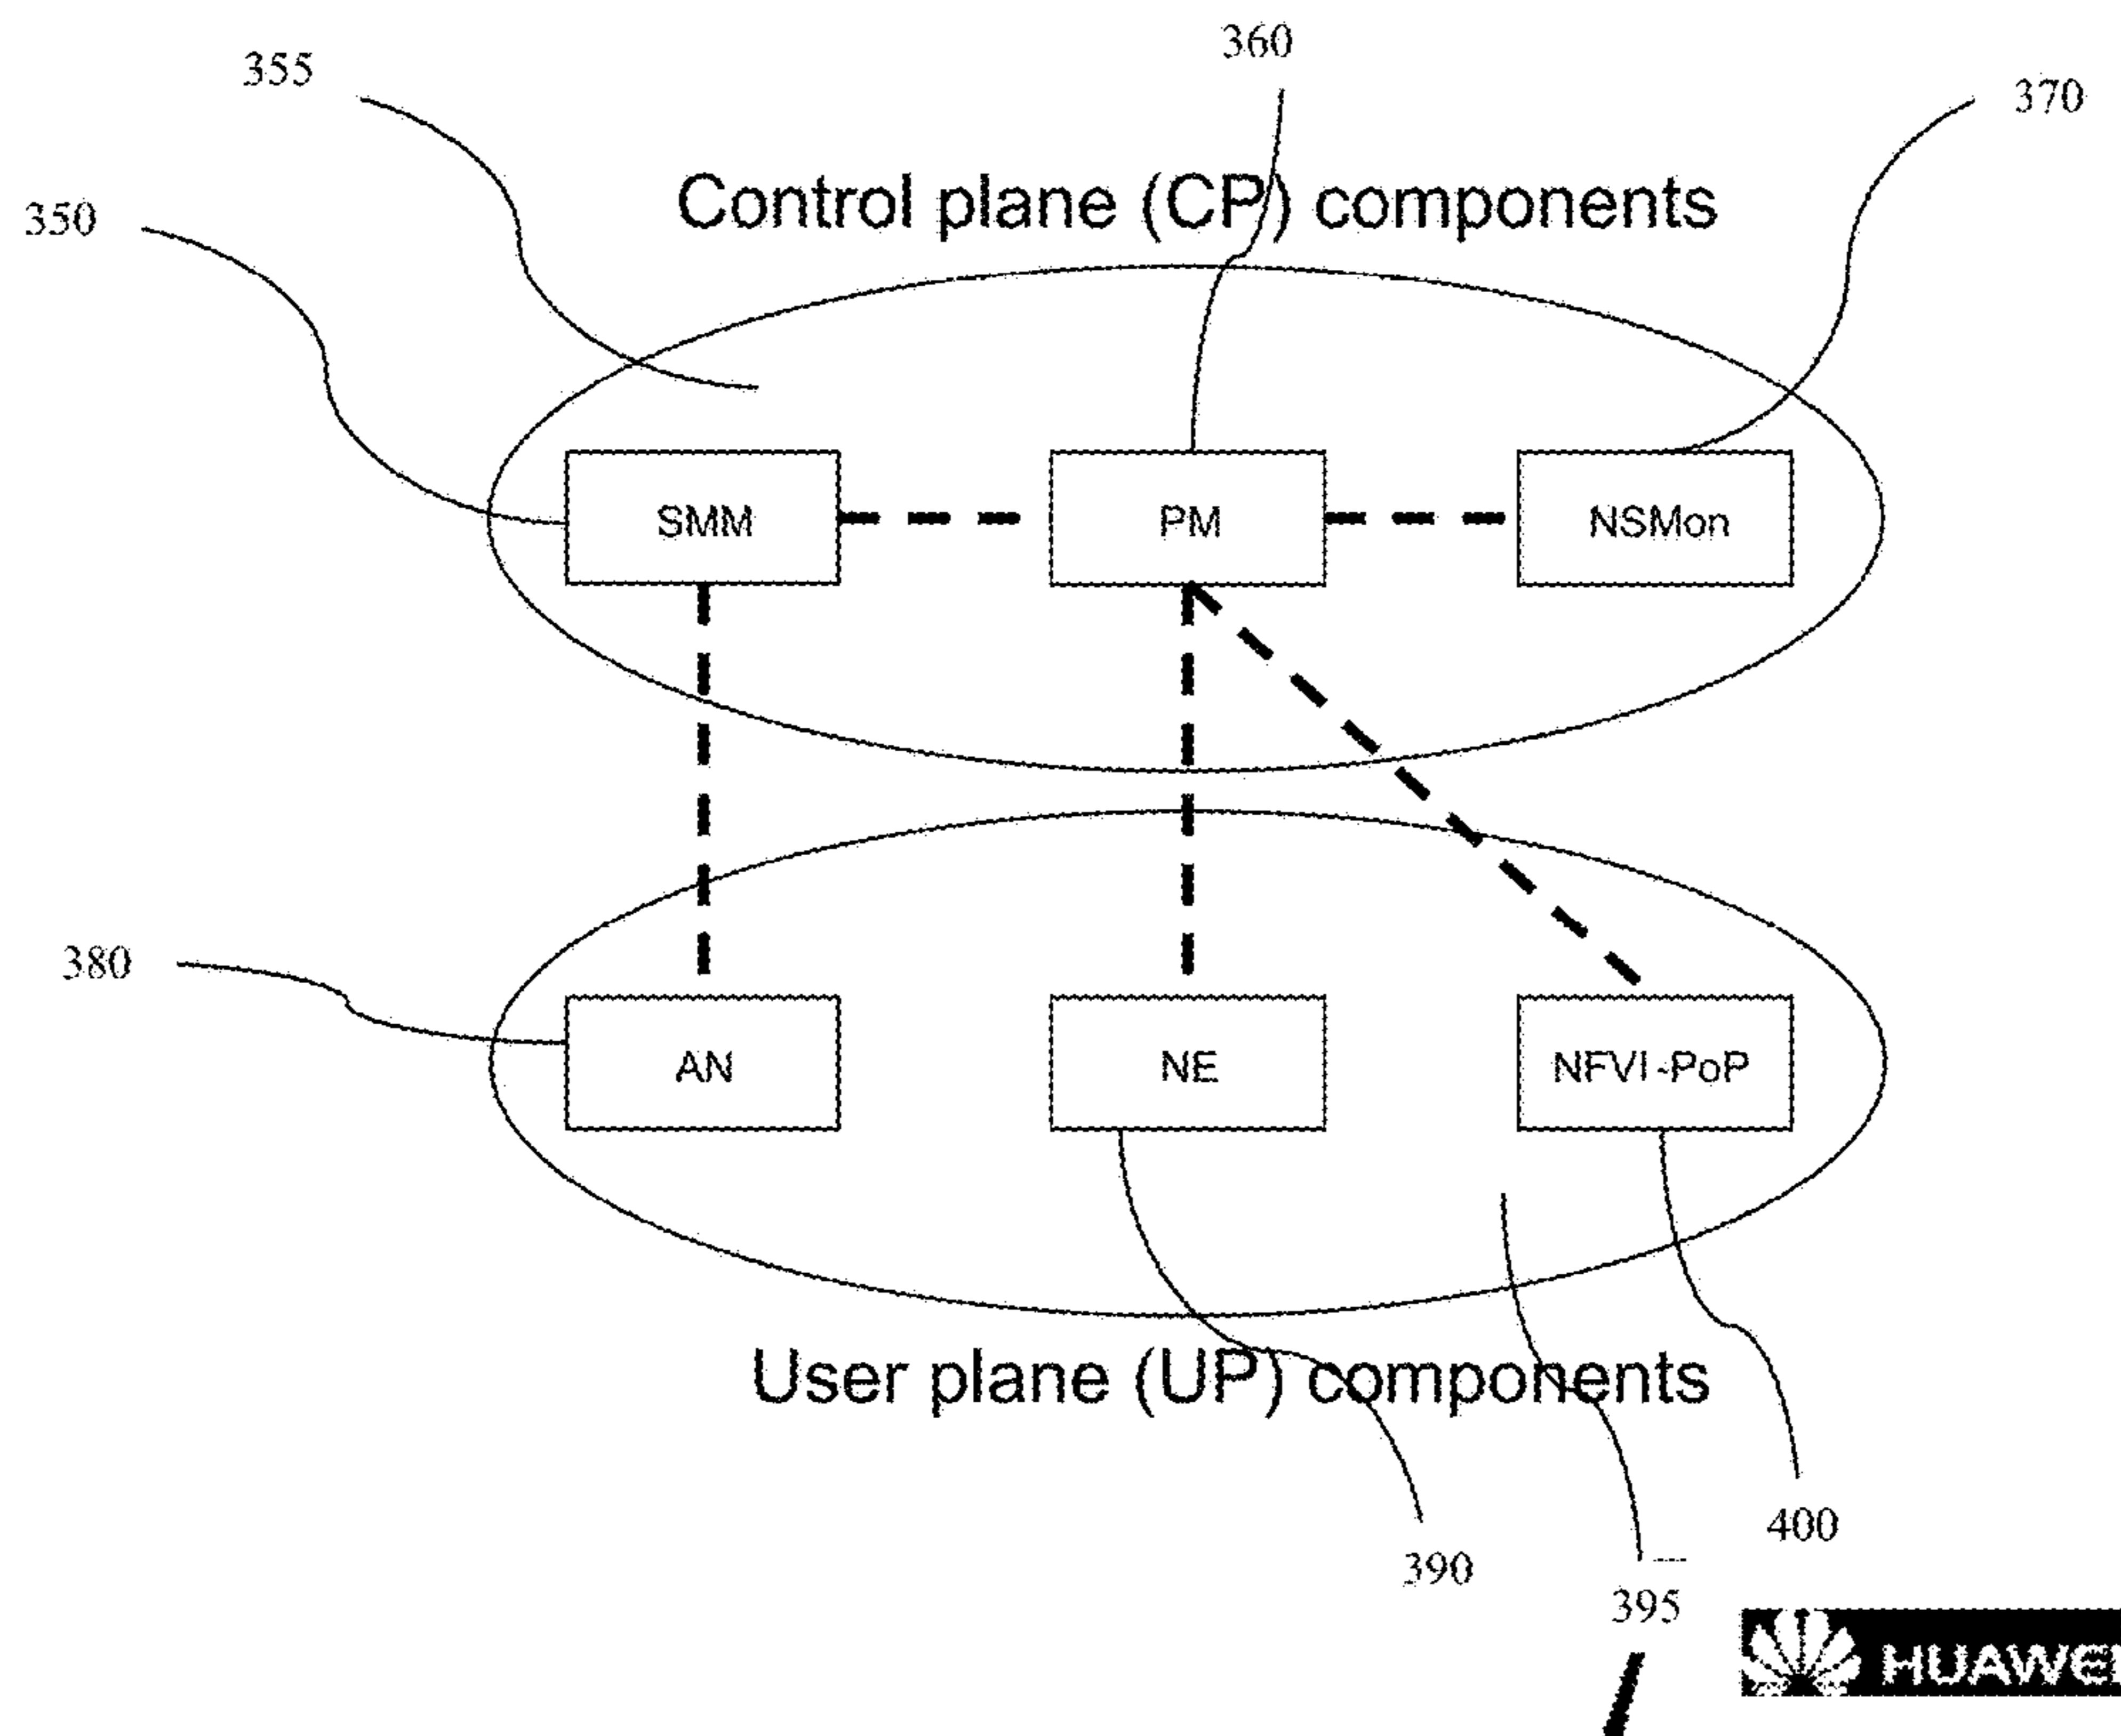 360
355
370
Control plane (CP) components
350
SMM
PM
NSMon
380
AN
NE
NFVI-PoP
User plane (UP) components
400
390
395
HUAWEI